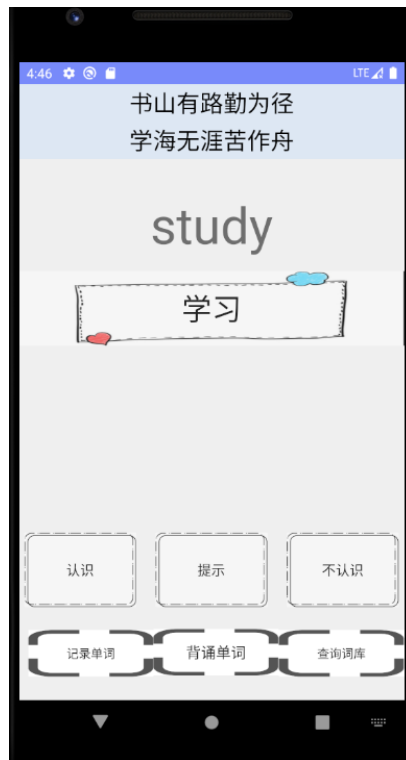 4:46 LTE
书山有路勤为径
学海无涯苦作舟
study
学习
认识 提示 不认识
记录单词 背诵单词 查询词库